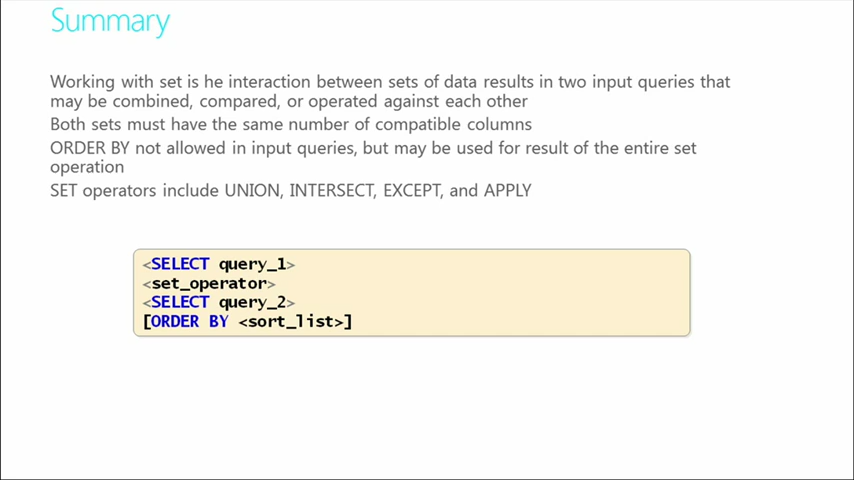 Summary
Working with set is he interaction between sets of data results in two input queries that
may be combined, compared, or operated against each other
Both sets must have the same number of compatible columns
ORDER BY not allowed in input queries, but may be used for result of the entire set
operation
SET operators include UNION, INTERSECT, EXCEPT, and APPLY
<SELECT query_1>
<set_operator>
<SELECT query_2>
[ORDER BY <sort_list>]